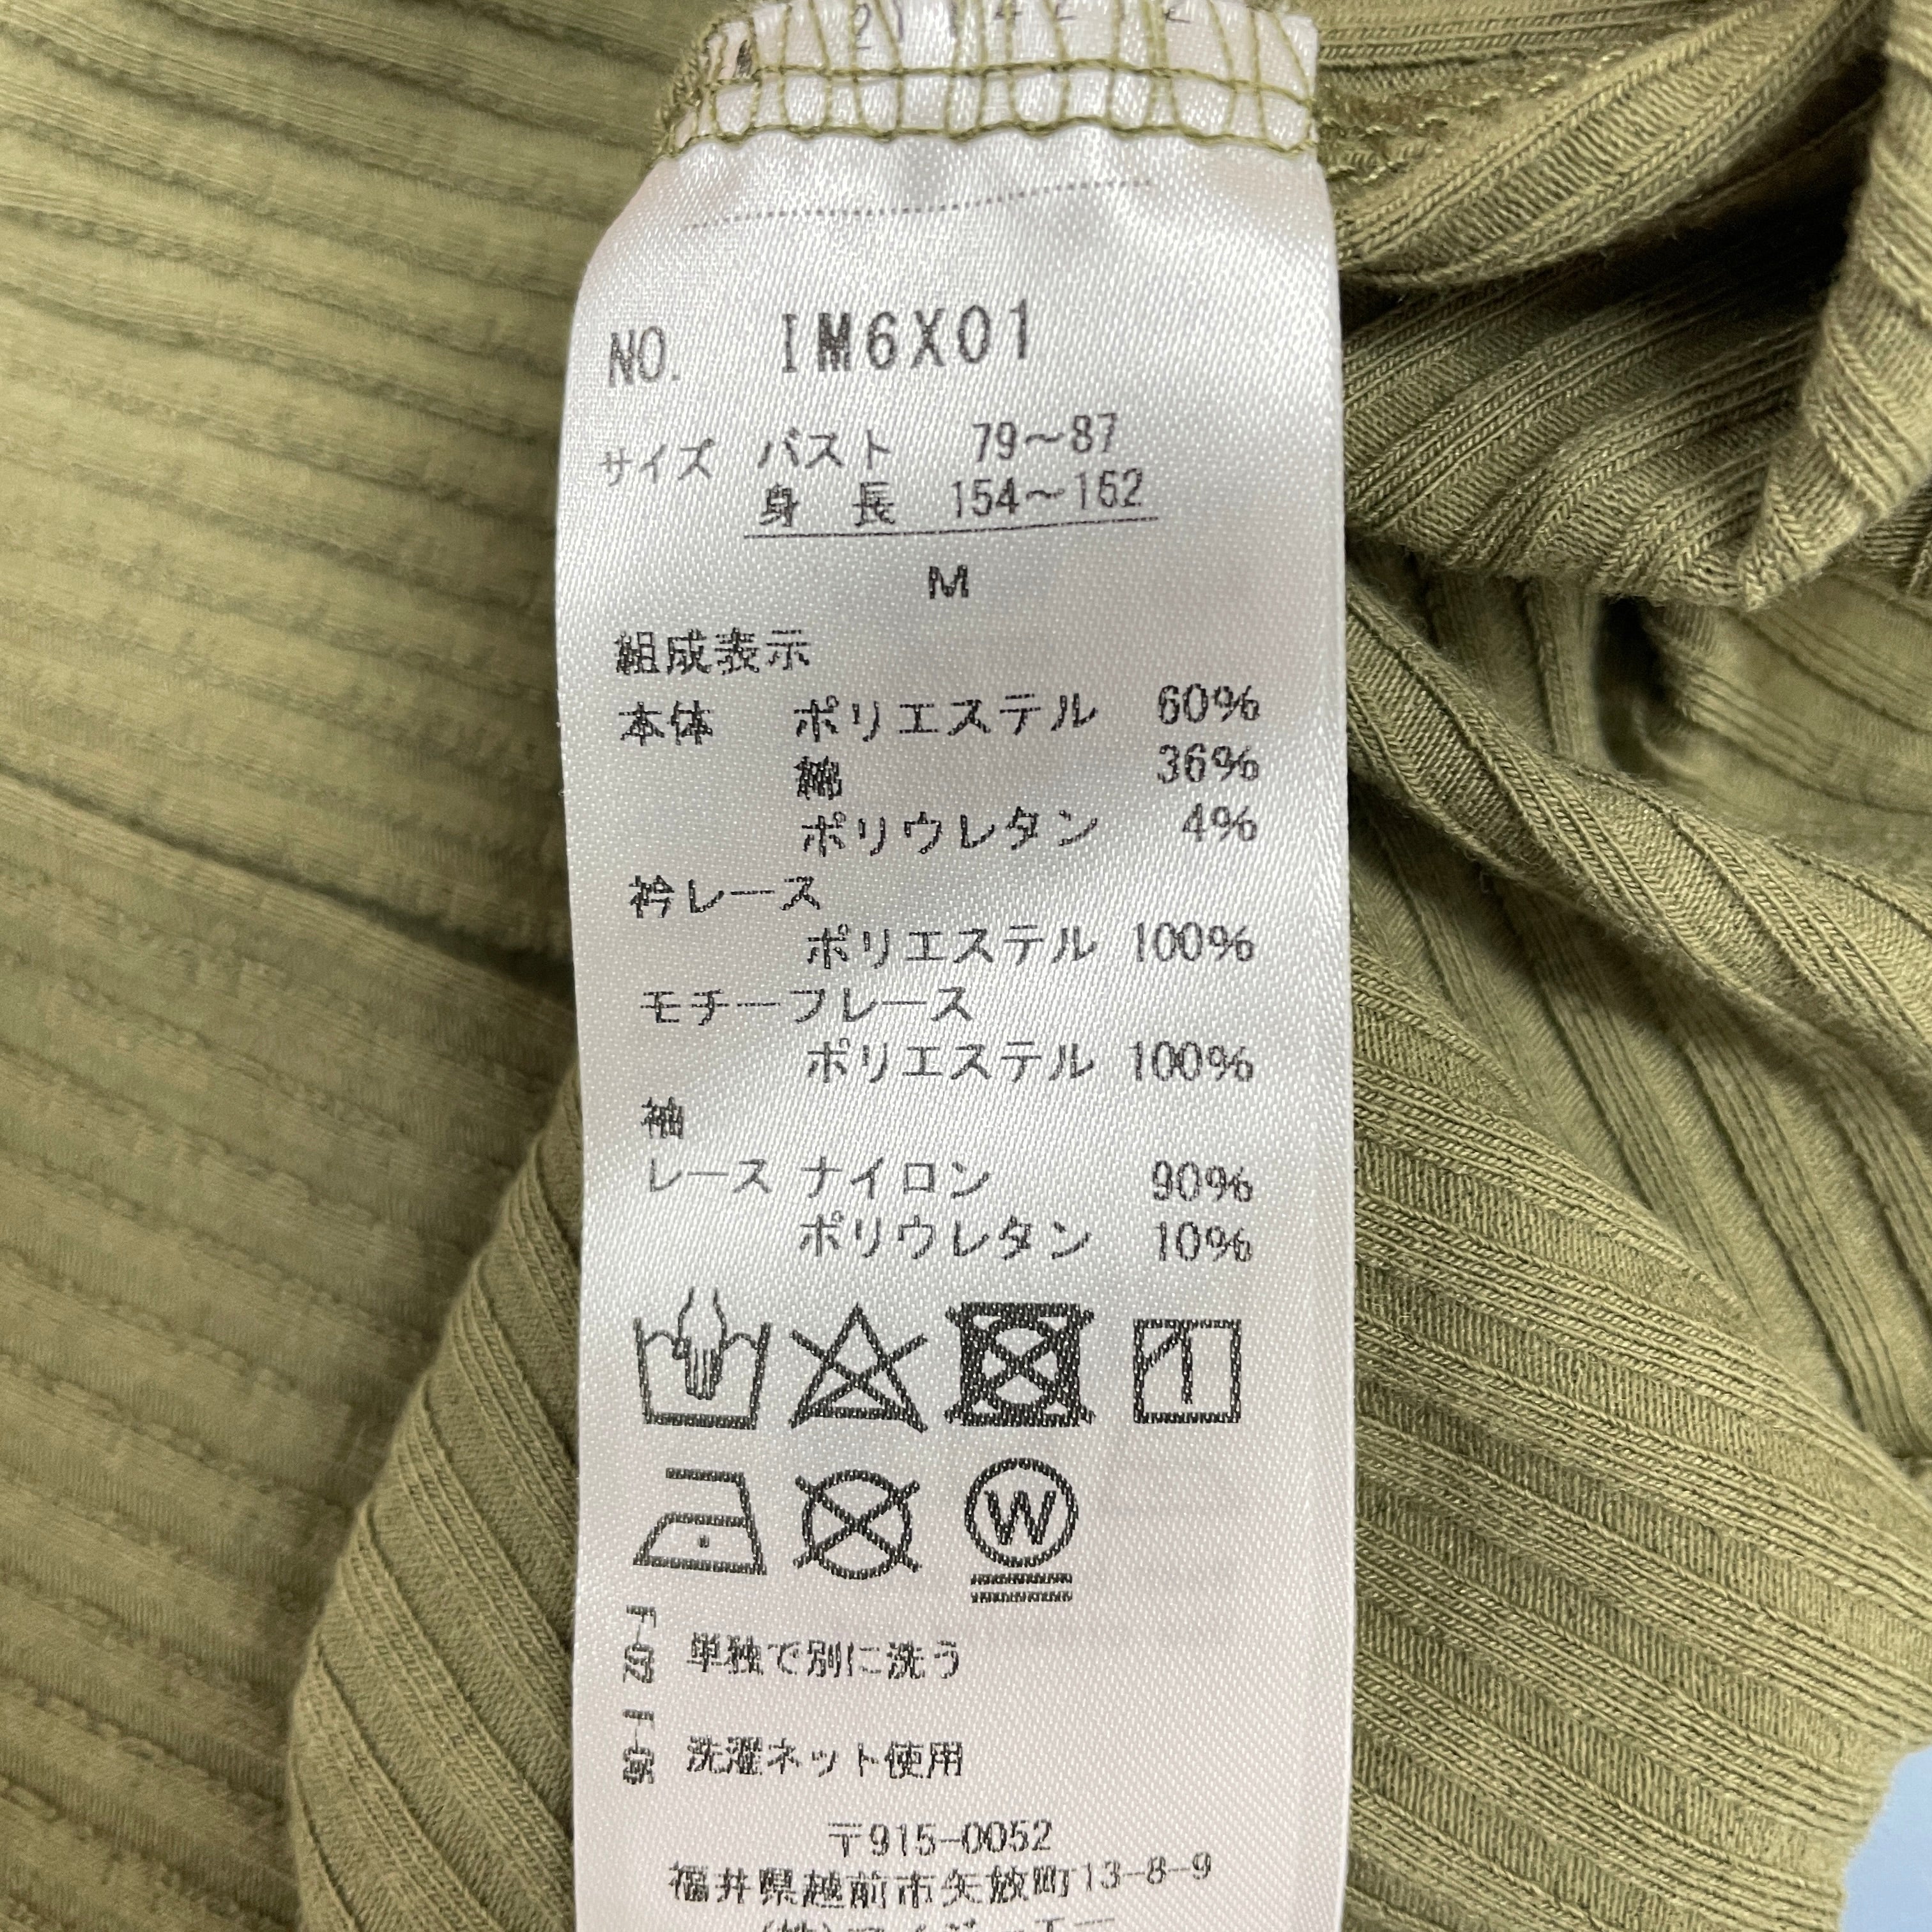 NO. IM6X01
サイズ バスト 79～87
身 長 154～162
M
組成表示
本体 ポリエステル 60%
綿 36%
ポリウレタン 4%
衿レース
ポリエステル 100%
モチーフレース
ポリエステル 100%
袖
レース ナイロン 90%
ポリウレタン 10%
W
単独で別に洗う
洗濯ネット使用
〒915-0052
福井県越前市矢放町13-8-9